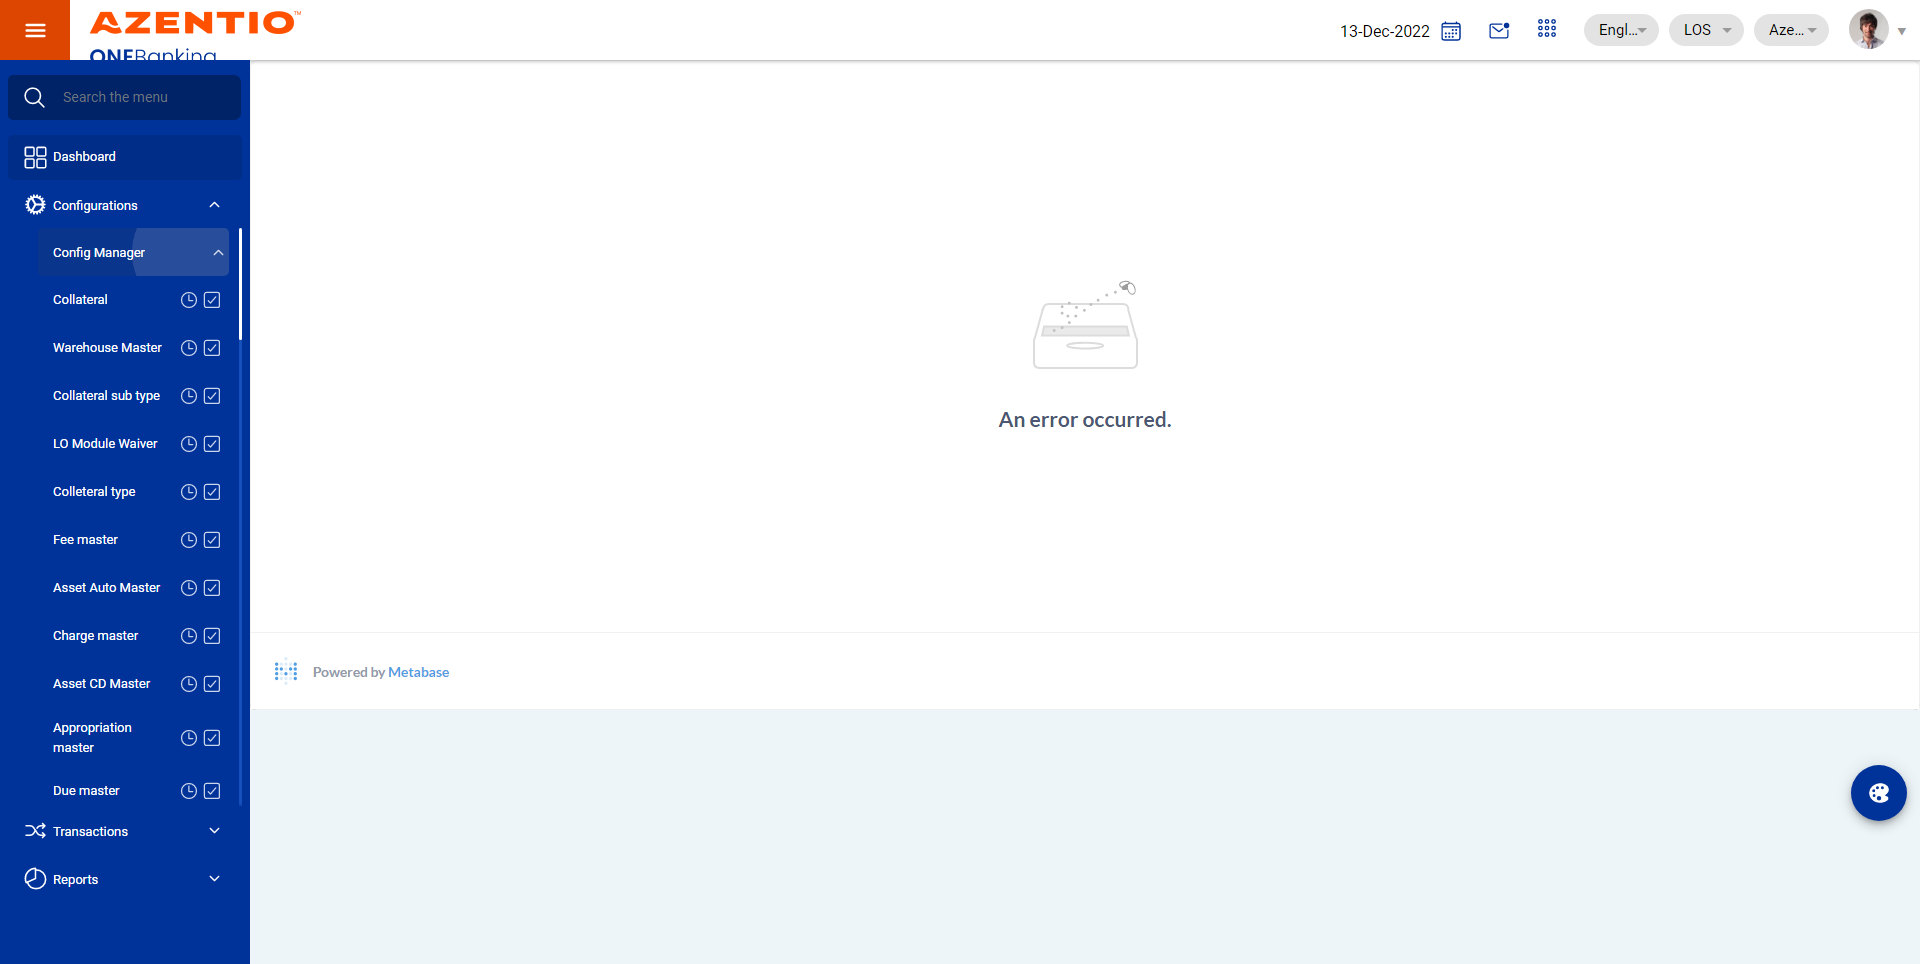 AZENTIO™
ONEBanking
13-Dec-2022
Engl...
LOS
Aze...
Search the menu
Dashboard
Configurations
Config Manager
Collateral
Warehouse Master
Collateral sub type
LO Module Waiver
Colleteral type
Fee master
Asset Auto Master
Charge master
Asset CD Master
Appropriation
master
Due master
Transactions
Reports
An error occurred.
Powered by Metabase